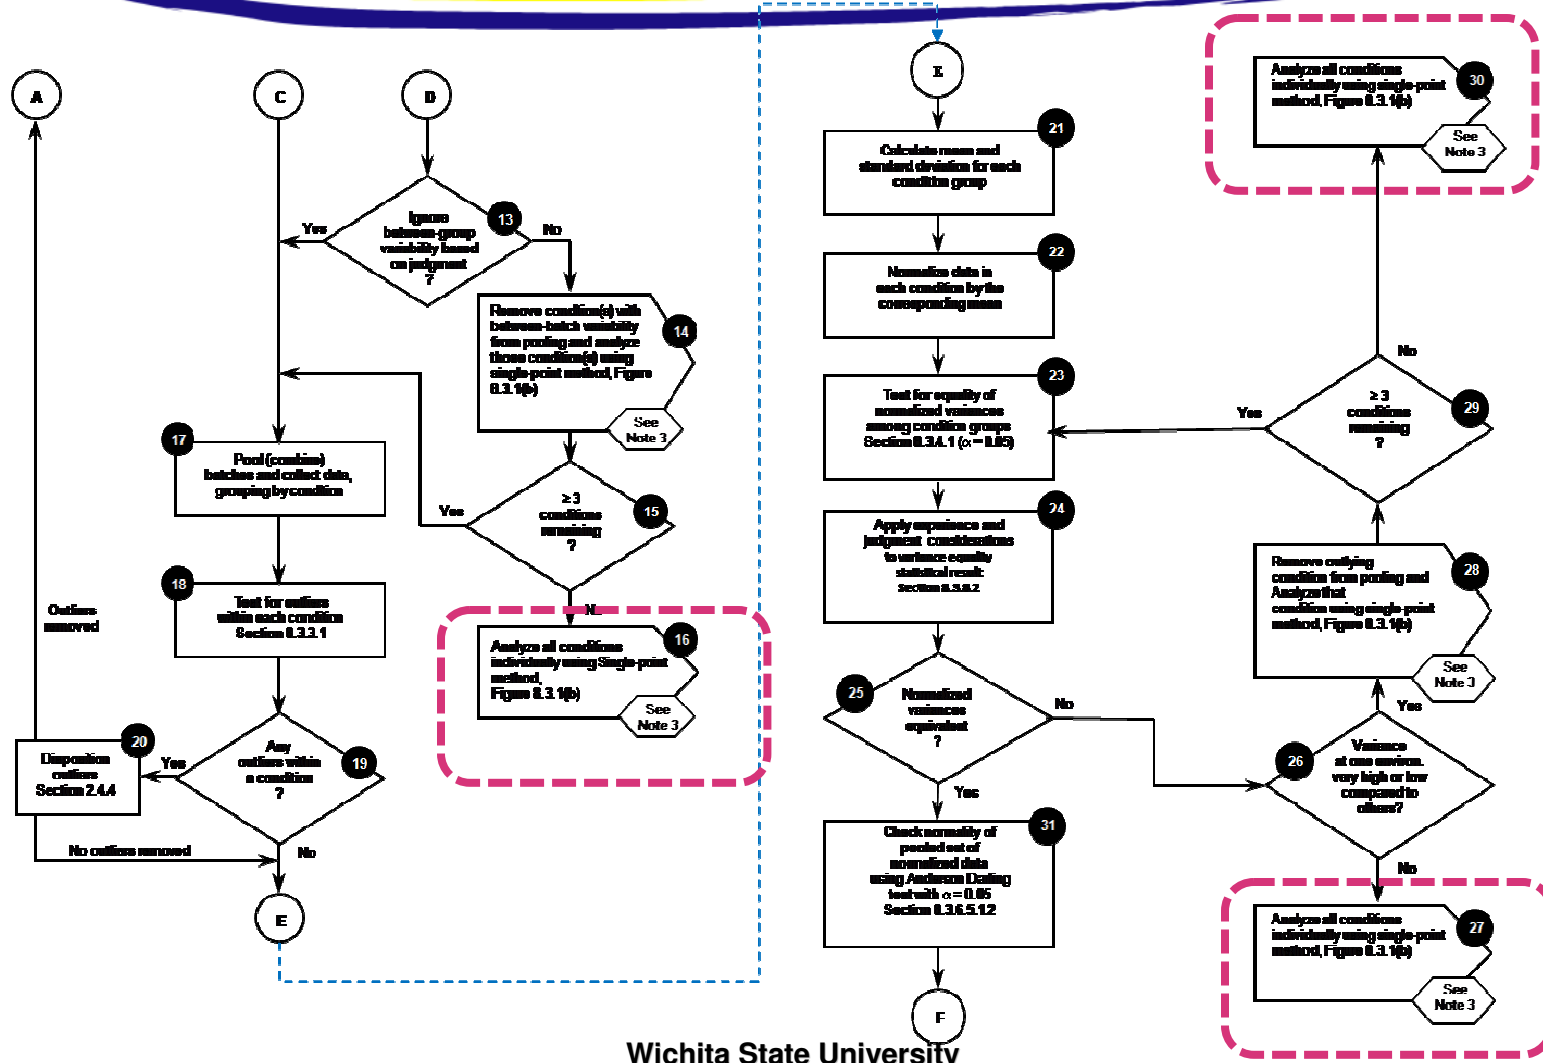 A
C
D
13
Ignore
between-group
variability based
on judgment
?
Yes
No
14
Remove condition(s) with
between-batch variability
from pooling and analyze
those condition(s) using
single-point method, Figure
8.3.1(b)
See
Note 3
15
≥ 3
conditions
remaining
?
Yes
No
16
Analyze all conditions
individually using Single-point
method,
Figure 8.3.1(b)
See
Note 3
17
Pool (combine)
batches and collect data,
grouping by condition
18
Test for outliers
within each condition
Section 8.3.3.1
19
Any
outliers within
a condition
?
Yes
No
20
Disposition
outliers
Section 2.4.4
Outliers
removed
No outliers removed
E
E
21
Calculate mean and
standard deviation for each
condition group
22
Normalize data in
each condition by the
corresponding mean
23
Test for equality of
normalized variances
among condition groups
Section 8.3.4.1 (α = 0.05)
24
Apply experience and
judgment considerations
to variance equality
statistical result
25
Normalized
variances
equivalent
?
No
Yes
31
Check normality of
pooled set of
normalized data
using Anderson Darling
test with α = 0.05
Section 8.3.6.5.1.2
F
30
Analyze all conditions
individually using single-point
method, Figure 8.3.1(b)
See
Note 3
No
29
≥ 3
conditions
remaining
?
Yes
28
Remove outlying
condition from pooling and
Analyze that
condition using single-point
method, Figure 8.3.1(b)
See
Note 3
Yes
26
Variance
at one environ.
very high or low
compared to
others?
No
27
Analyze all conditions
individually using single-point
method, Figure 8.3.1(b)
See
Note 3
Wichita State University